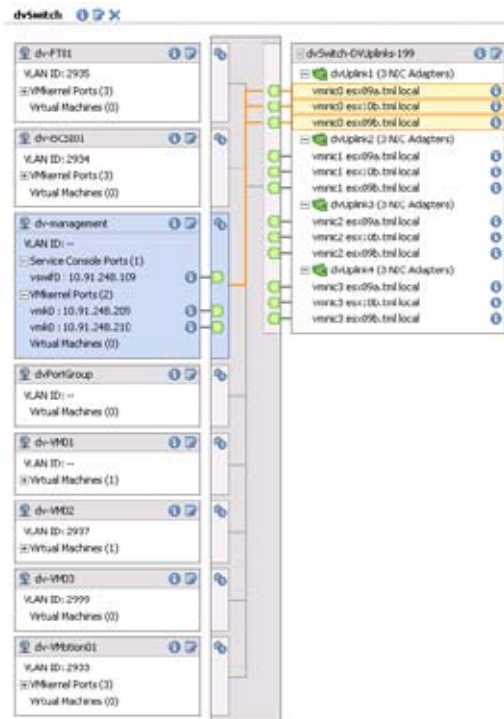 dvSwitch
dv-FT01
VLAN ID: 2935
VMkernel Ports (3)
Virtual Machines (0)
dv-iSCSI01
VLAN ID: 2934
VMkernel Ports (3)
Virtual Machines (0)
dv-management
VLAN ID: --
Service Console Ports (1)
vswif0 : 10.91.248.109
VMkernel Ports (2)
vmk0 : 10.91.248.209
vmk0 : 10.91.248.210
Virtual Machines (0)
dvPortGroup
VLAN ID: --
Virtual Machines (0)
dv-VM01
VLAN ID: --
Virtual Machines (1)
dv-VM02
VLAN ID: 2937
Virtual Machines (1)
dv-VM03
VLAN ID: 2999
Virtual Machines (0)
dv-VMotion01
VLAN ID: 2933
VMkernel Ports (3)
Virtual Machines (0)
dvSwitch-DVUplinks-199
dvUplink1 (3 NIC Adapters)
vmnic0 esx09a.tml.local
vmnic0 esx10b.tml.local
vmnic0 esx09b.tml.local
dvUplink2 (3 NIC Adapters)
vmnic1 esx09a.tml.local
vmnic1 esx10b.tml.local
vmnic1 esx09b.tml.local
dvUplink3 (3 NIC Adapters)
vmnic2 esx09a.tml.local
vmnic2 esx10b.tml.local
vmnic2 esx09b.tml.local
dvUplink4 (3 NIC Adapters)
vmnic3 esx09a.tml.local
vmnic3 esx10b.tml.local
vmnic3 esx09b.tml.local